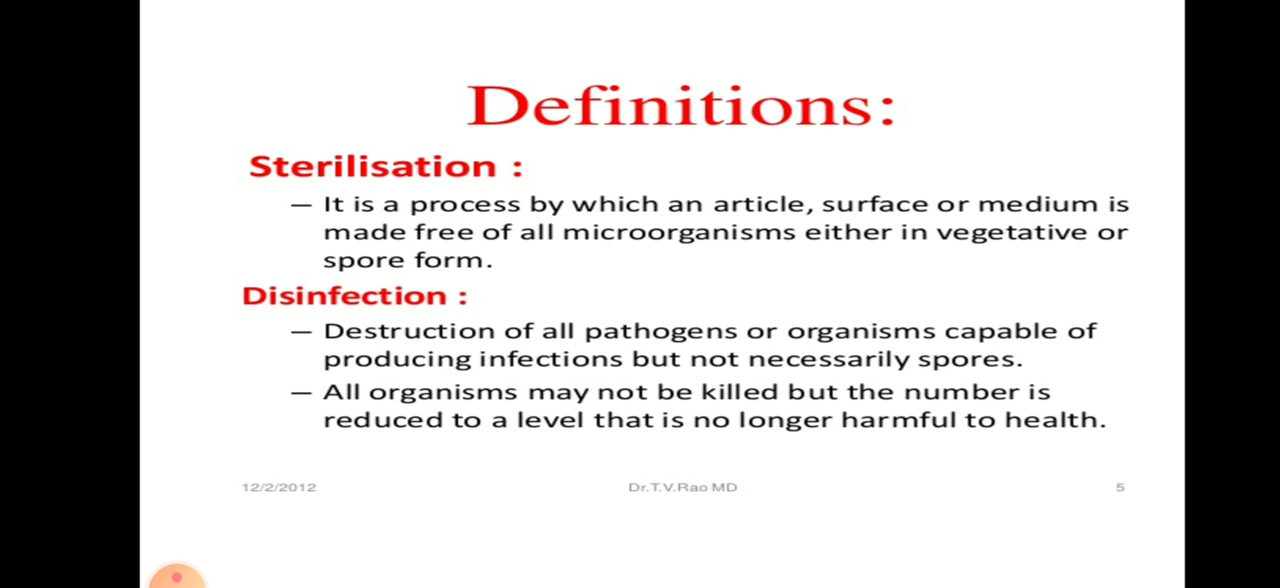 Definitions:
Sterilisation :
– It is a process by which an article, surface or medium is
made free of all microorganisms either in vegetative or
spore form.
Disinfection :
– Destruction of all pathogens or organisms capable of
producing infections but not necessarily spores.
– All organisms may not be killed but the number is
reduced to a level that is no longer harmful to health.
12/2/2012 Dr.T.V.Rao MD 5